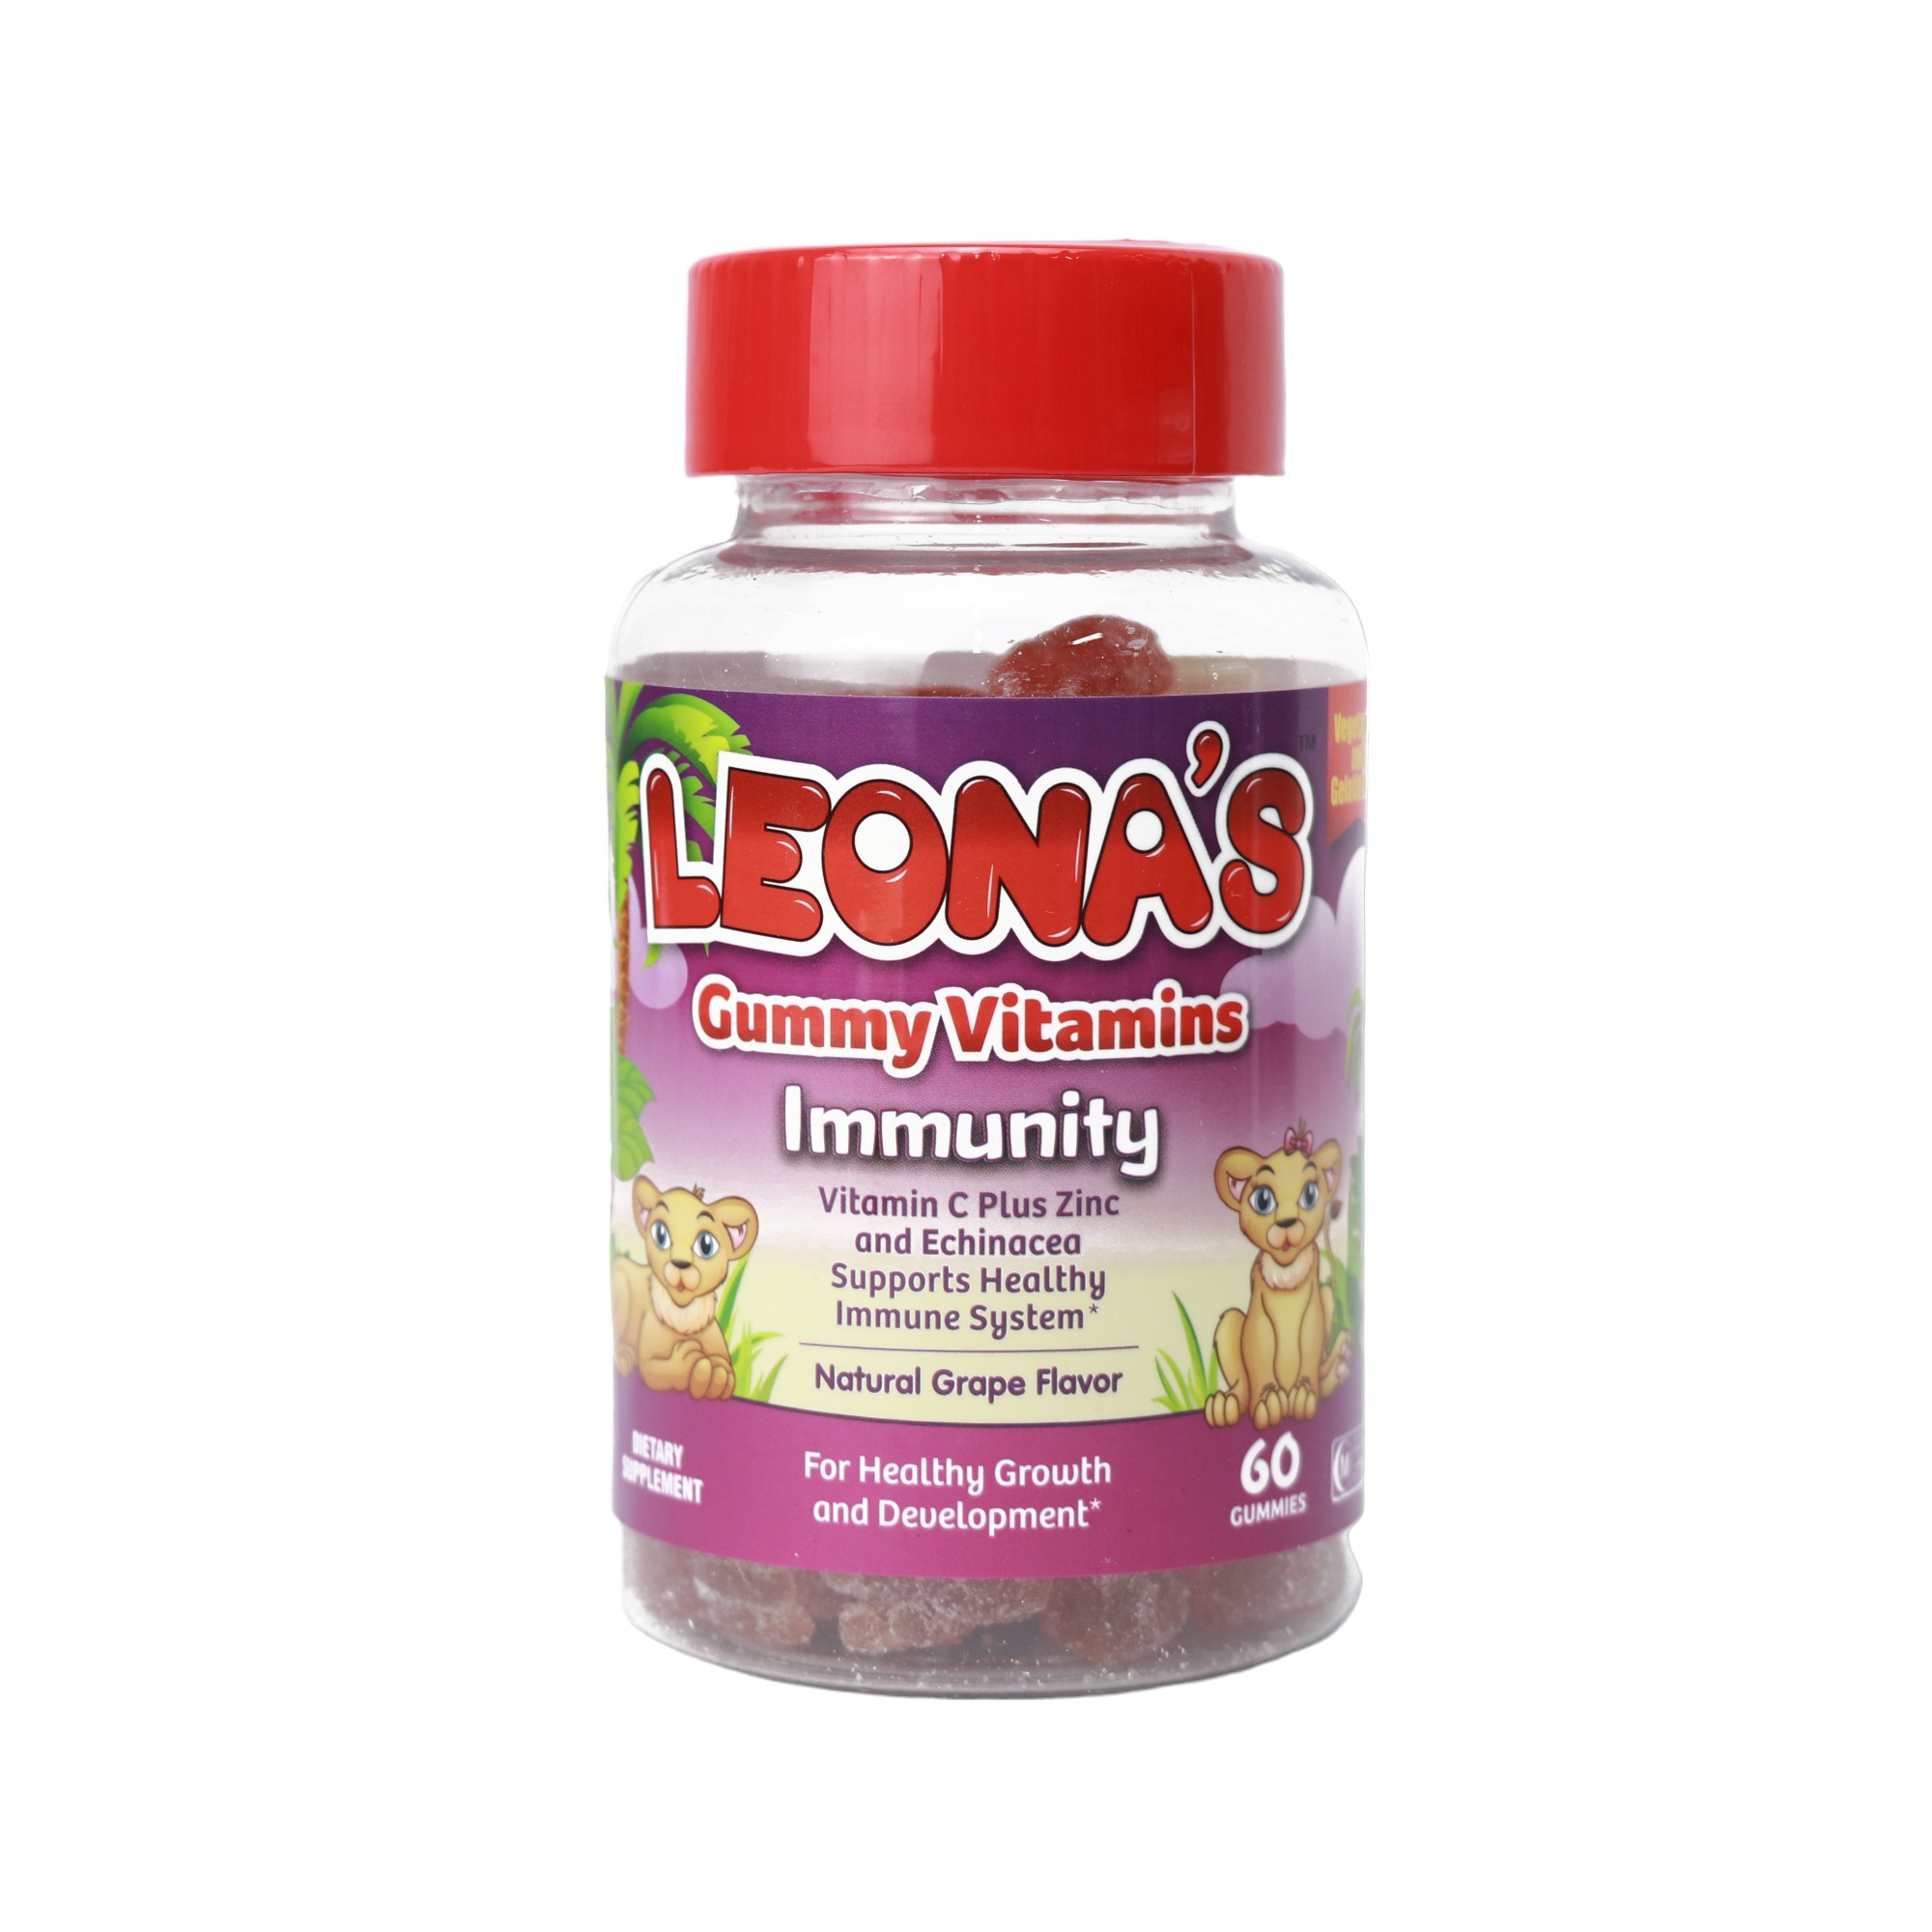 LEONA'S
TM
Gummy Vitamins
Immunity
Vitamin C Plus Zinc
and Echinacea
Supports Healthy
Immune System*
Natural Grape Flavor
DIETARY
SUPPLEMENT
For Healthy Growth
and Development*
60
GUMMIES